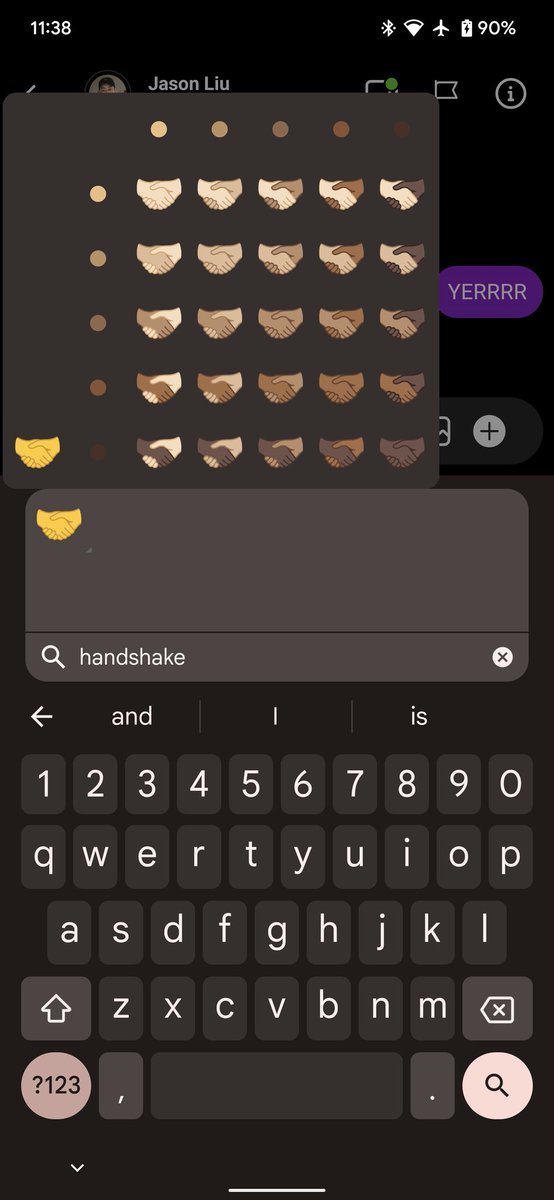 11:38
90%
Jason Liu
YERRRR
handshake
and I is
1 2 3 4 5 6 7 8 9 0
q w e r t y u i o p
a s d f g h j k l
z x c v b n m
?123 , .